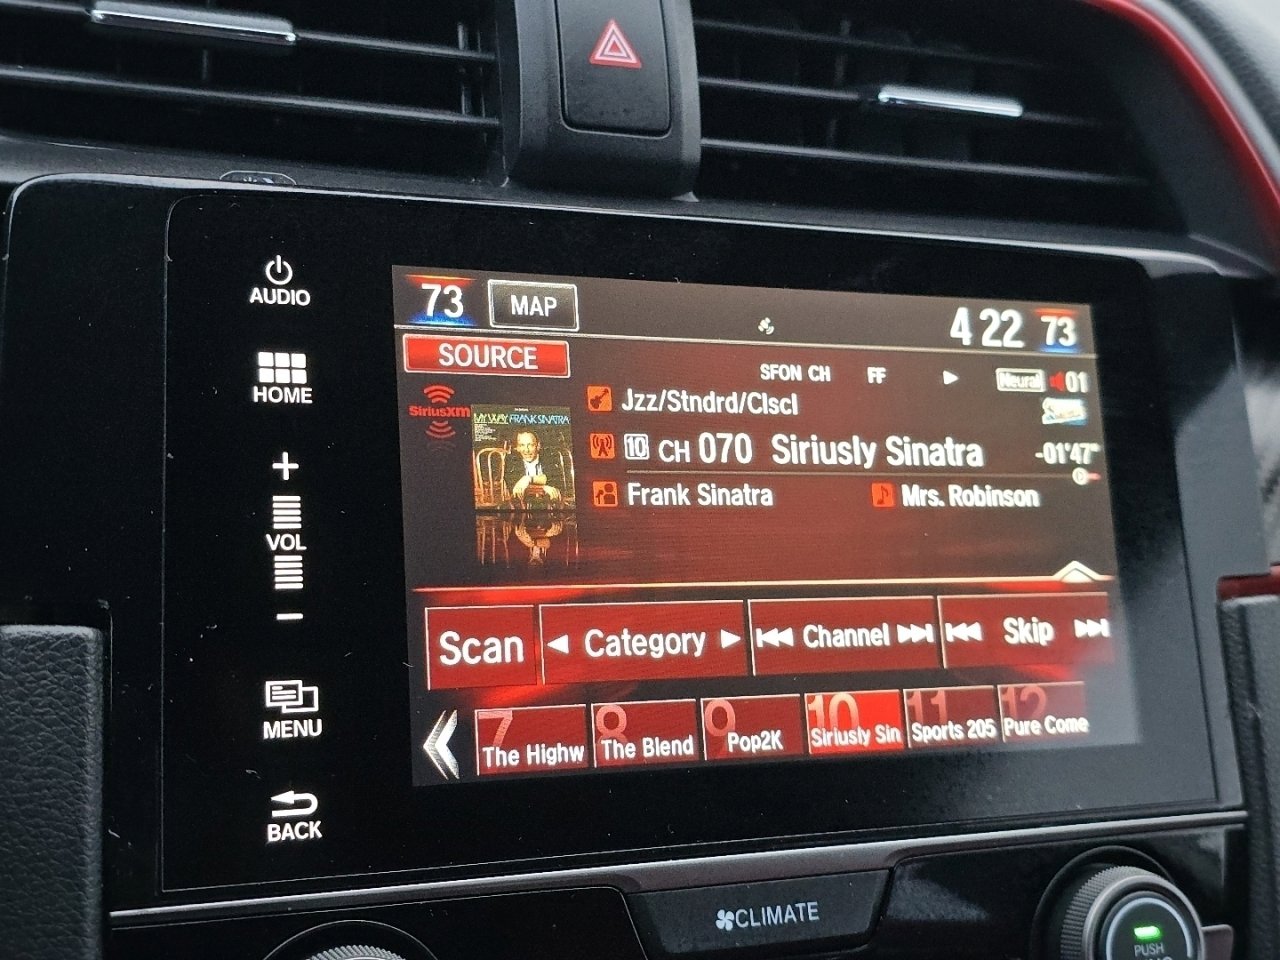 AUDIO
HOME
+
VOL
−
MENU
BACK
73 MAP 4 22 73
SOURCE
SFON CH FF Neural 01
SiriusXM
MY WAY FRANK SINATRA
Jzz/Stndrd/Clscl
10 CH 070 Siriusly Sinatra -01'47"
Frank Sinatra Mrs. Robinson
Scan Category Channel Skip
7 8 9 10 11 12
The Highw The Blend Pop2K Siriusly Sin Sports 205 Pure Come
CLIMATE
PUSH